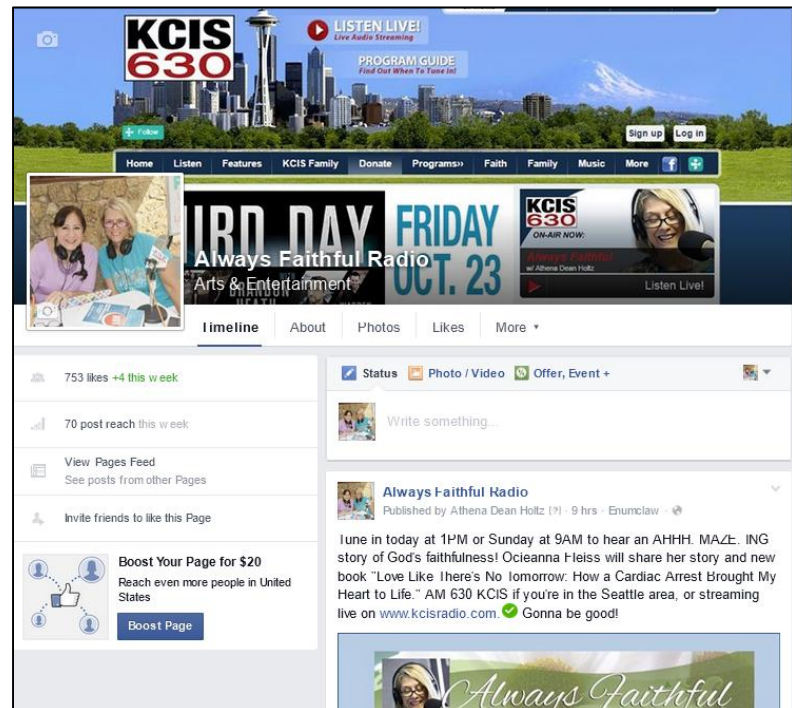 KCIS
630
LISTEN LIVE!
Live Audio Streaming
PROGRAM GUIDE
Find Out When To Tune In!
Follow
Sign up Log in
Home Listen Features KCIS Family Donate Programs» Faith Family Music More
IRD DAY
BRANDON
HEATH
FRIDAY
OCT. 23
KCIS
630
ON-AIR NOW:
Always Faithful
w/ Athena Dean Holtz
Listen Live!
Always Faithful Radio
Arts & Entertainment
Timeline About Photos Likes More
753 likes +4 this week
70 post reach this week
View Pages Feed
See posts from other Pages
Invite friends to like this Page
Boost Your Page for $20
Reach even more people in United
States
Boost Page
Status Photo / Video Offer, Event +
Write something...
Always Faithful Radio
Published by Athena Dean Holtz [?] · 9 hrs · Enumclaw ·
Tune in today at 1PM or Sunday at 9AM to hear an AHHH. MAZE. ING
story of God's faithfulness! Ocieanna Fleiss will share her story and new
book "Love Like There's No Tomorrow: How a Cardiac Arrest Brought My
Heart to Life." AM 630 KCIS if you're in the Seattle area, or streaming
live on www.kcisradio.com. Gonna be good!
Always Faithful